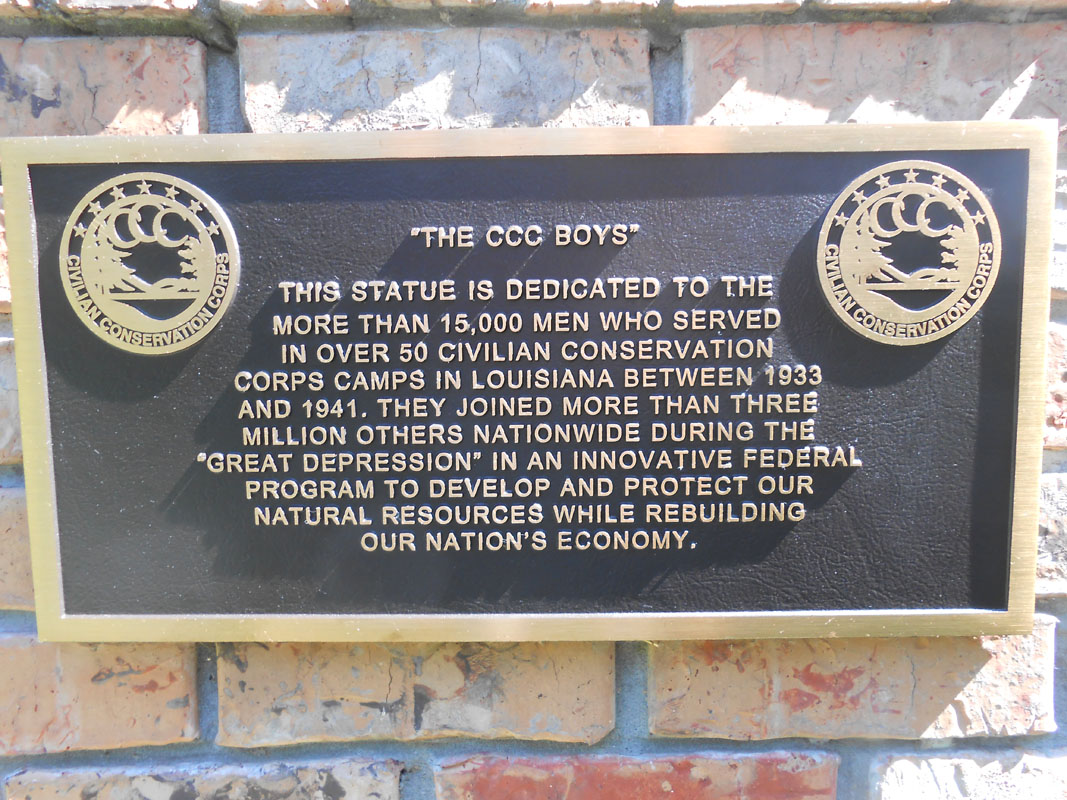 "THE CCC BOYS"
THIS STATUE IS DEDICATED TO THE
MORE THAN 15,000 MEN WHO SERVED
IN OVER 50 CIVILIAN CONSERVATION
CORPS CAMPS IN LOUISIANA BETWEEN 1933
AND 1941. THEY JOINED MORE THAN THREE
MILLION OTHERS NATIONWIDE DURING THE
"GREAT DEPRESSION" IN AN INNOVATIVE FEDERAL
PROGRAM TO DEVELOP AND PROTECT OUR
NATURAL RESOURCES WHILE REBUILDING
OUR NATION'S ECONOMY.
CCC
CIVILIAN CONSERVATION CORPS
CCC
CIVILIAN CONSERVATION CORPS